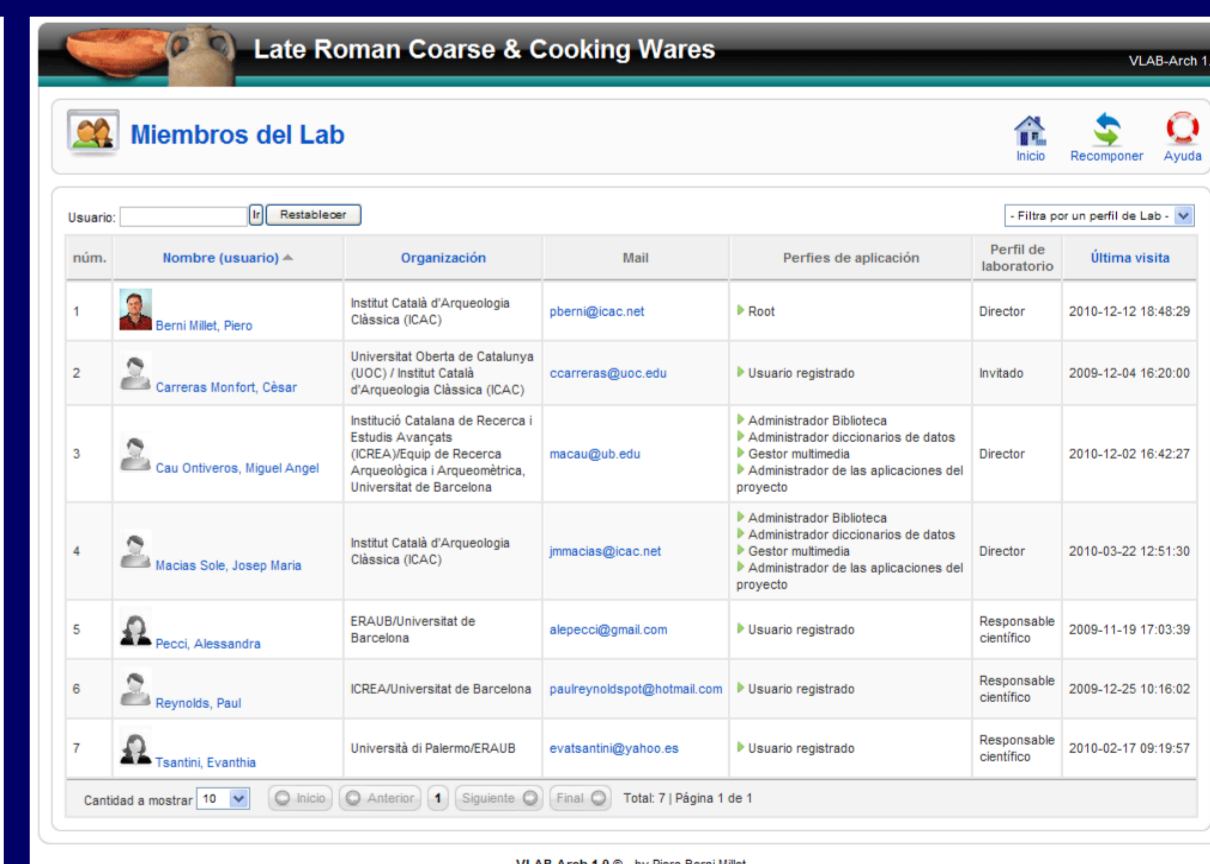 Late Roman Coarse & Cooking Wares
VLAB-Arch 1.
Miembros del Lab
Inicio
Recomponer
Ayuda
Usuario:
Ir
Restablecer
- Filtra por un perfil de Lab -
núm.
Nombre (usuario)
Organización
Mail
Perfies de aplicación
Perfil de
laboratorio
Última visita
1
Berni Millet, Piero
Institut Català d'Arqueologia
Clàssica (ICAC)
pberni@icac.net
Root
Director
2010-12-12 18:48:29
2
Carreras Monfort, Cèsar
Universitat Oberta de Catalunya
(UOC) / Institut Català
d'Arqueologia Clàssica (ICAC)
ccarreras@uoc.edu
Usuario registrado
Invitado
2009-12-04 16:20:00
3
Cau Ontiveros, Miguel Angel
Institució Catalana de Recerca i
Estudis Avançats
(ICREA)/Equip de Recerca
Arqueològica i Arqueomètrica,
Universitat de Barcelona
macau@ub.edu
Administrador Biblioteca
Administrador diccionarios de datos
Gestor multimedia
Administrador de las aplicaciones del
proyecto
Director
2010-12-02 16:42:27
4
Macias Sole, Josep Maria
Institut Català d'Arqueologia
Clàssica (ICAC)
jmmacias@icac.net
Administrador Biblioteca
Administrador diccionarios de datos
Gestor multimedia
Administrador de las aplicaciones del
proyecto
Director
2010-03-22 12:51:30
5
Pecci, Alessandra
ERAUB/Universitat de
Barcelona
alepecci@gmail.com
Usuario registrado
Responsable
científico
2009-11-19 17:03:39
6
Reynolds, Paul
ICREA/Universitat de Barcelona
paulreynoldspot@hotmail.com
Usuario registrado
Responsable
científico
2009-12-25 10:16:02
7
Tsantini, Evanthia
Università di Palermo/ERAUB
evatsantini@yahoo.es
Usuario registrado
Responsable
científico
2010-02-17 09:19:57
Cantidad a mostrar 10 Inicio Anterior 1 Siguiente Final Total: 7 | Página 1 de 1
VLAB-Arch 1.0 © - by Piero Berni Millet